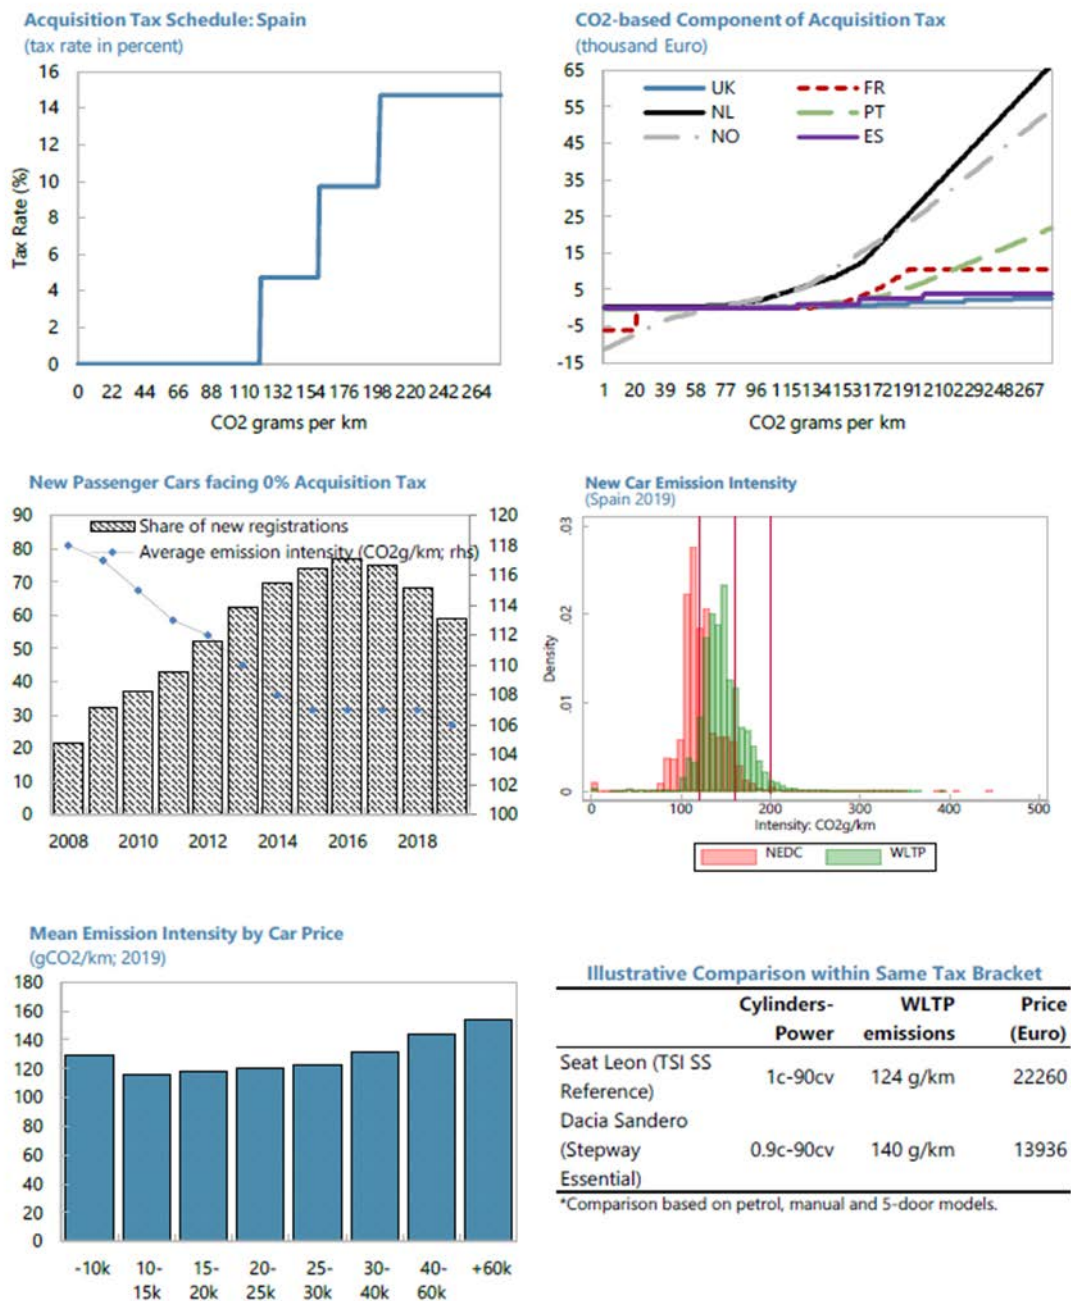 Acquisition Tax Schedule: Spain
(tax rate in percent)
16
14
12
10
8
6
4
2
0
Tax Rate (%)
0 22 44 66 88 110 132 154 176 198 220 242 264
CO2 grams per km
CO2-based Component of Acquisition Tax
(thousand Euro)
65
55
45
35
25
15
5
-5
-15
UK FR
NL PT
NO ES
1 20 39 58 77 96 115 134 153 172 191 210 229 248 267
CO2 grams per km
New Passenger Cars facing 0% Acquisition Tax
90
80
70
60
50
40
30
20
10
0
Share of new registrations
Average emission intensity (CO2g/km; rhs)
120
118
116
114
112
110
108
106
104
102
100
2008 2010 2012 2014 2016 2018
New Car Emission Intensity
(Spain 2019)
.03
.02
.01
0
Density
0 100 200 300 400 500
Intensity: CO2g/km
NEDC WLTP
Mean Emission Intensity by Car Price
(gCO2/km; 2019)
180
160
140
120
100
80
60
40
20
0
-10k 10- 15- 20- 25- 30- 40- +60k
15k 20k 25k 30k 40k 60k
Illustrative Comparison within Same Tax Bracket
Cylinders- WLTP Price
Power emissions (Euro)
Seat Leon (TSI SS
Reference) 1c-90cv 124 g/km 22260
Dacia Sandero
(Stepway 0.9c-90cv 140 g/km 13936
Essential)
*Comparison based on petrol, manual and 5-door models.